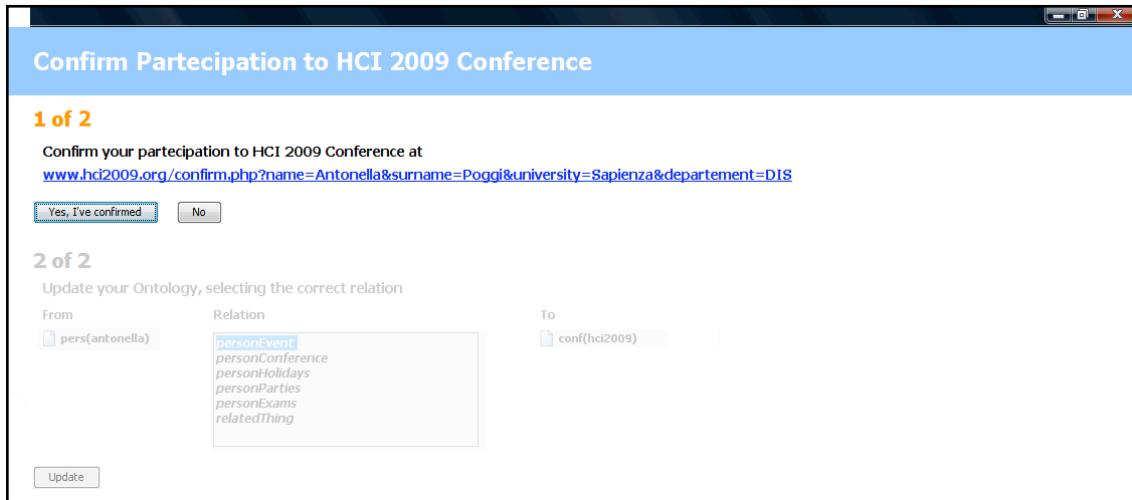 Confirm Partecipation to HCI 2009 Conference
1 of 2
Confirm your partecipation to HCI 2009 Conference at
www.hci2009.org/confirm.php?name=Antonella&surname=Poggi&university=Sapienza&departement=DIS
Yes, I've confirmed No
2 of 2
Update your Ontology, selecting the correct relation
From Relation To
pers(antonella) personEvent conf(hci2009)
personConference
personHolidays
personParties
personExams
relatedThing
Update